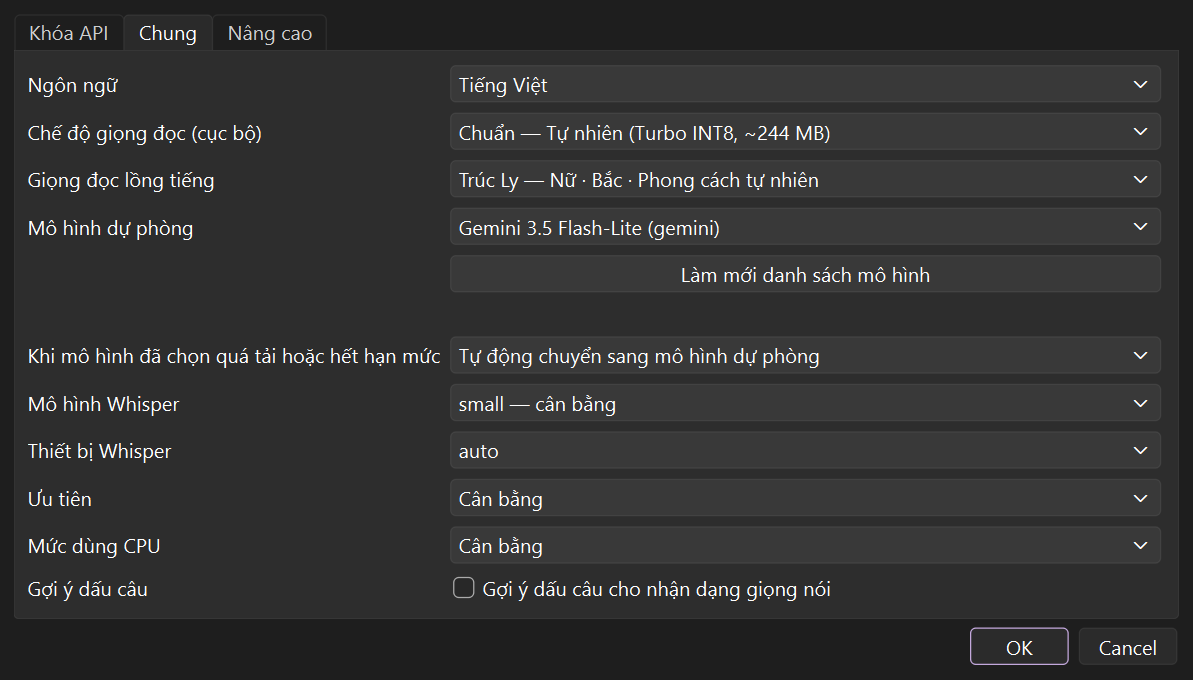 Khóa API Chung Nâng cao
Ngôn ngữ Tiếng Việt
Chế độ giọng đọc (cục bộ) Chuẩn — Tự nhiên (Turbo INT8, ~244 MB)
Giọng đọc lồng tiếng Trúc Ly — Nữ · Bắc · Phong cách tự nhiên
Mô hình dự phòng Gemini 3.5 Flash-Lite (gemini)
Làm mới danh sách mô hình
Khi mô hình đã chọn quá tải hoặc hết hạn mức Tự động chuyển sang mô hình dự phòng
Mô hình Whisper small — cân bằng
Thiết bị Whisper auto
Ưu tiên Cân bằng
Mức dùng CPU Cân bằng
Gợi ý dấu câu Gợi ý dấu câu cho nhận dạng giọng nói
OK Cancel